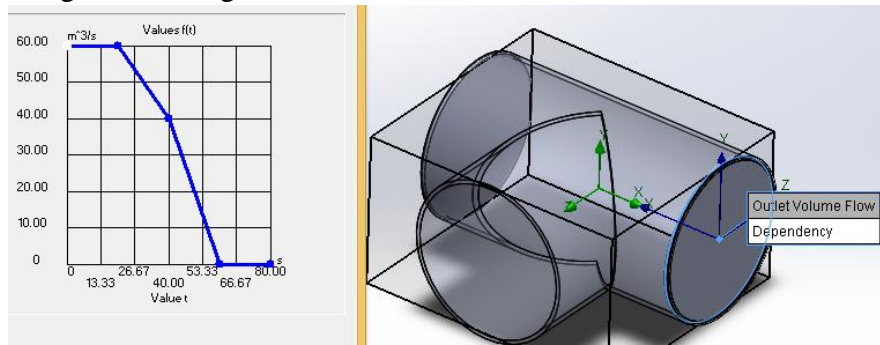 Values f(t)
m^3/s
60.00
50.00
40.00
30.00
20.00
10.00
0
0
13.33
26.67
40.00
53.33
66.67
80.00
s
Value t
Y
X
Z
Y
X
Z
Outlet Volume Flow
Dependency